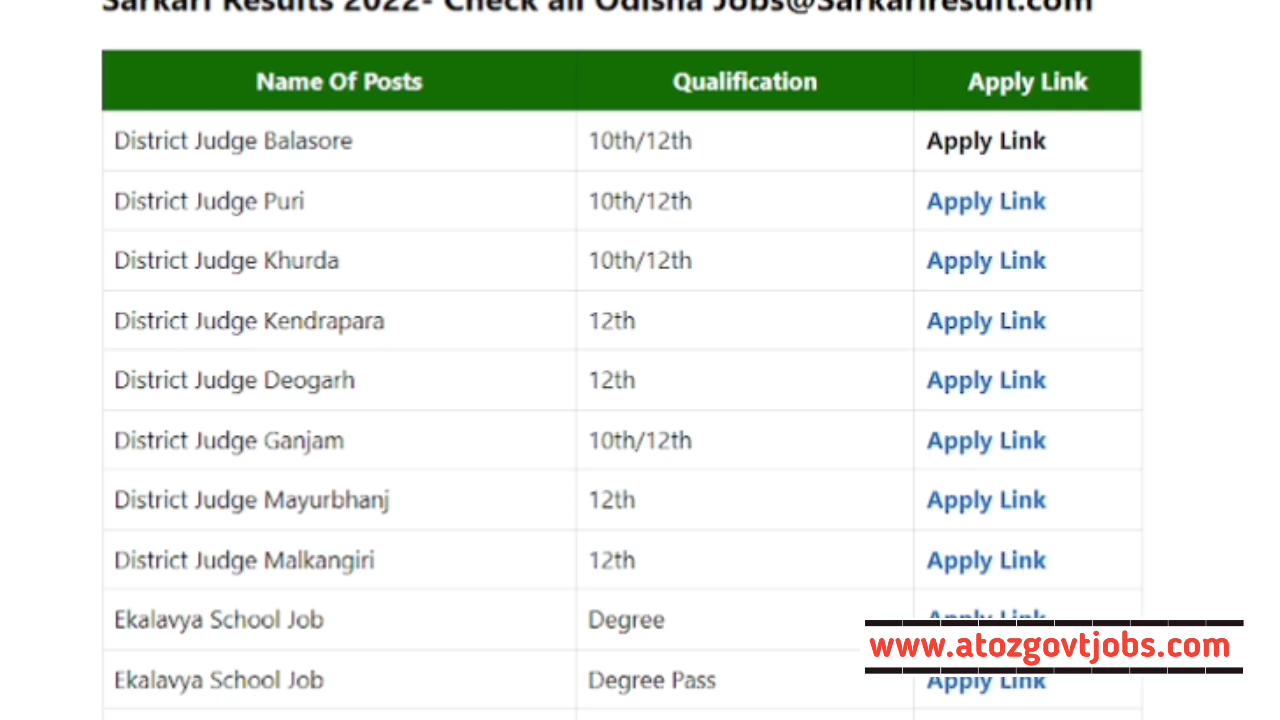 Sarkari Results 2022- Check all Odisha Jobs@Sarkariresult.com
Name Of Posts Qualification Apply Link
District Judge Balasore 10th/12th Apply Link
District Judge Puri 10th/12th Apply Link
District Judge Khurda 10th/12th Apply Link
District Judge Kendrapara 12th Apply Link
District Judge Deogarh 12th Apply Link
District Judge Ganjam 10th/12th Apply Link
District Judge Mayurbhanj 12th Apply Link
District Judge Malkangiri 12th Apply Link
Ekalavya School Job Degree Apply Link
www.atozgovtjobs.com
Ekalavya School Job Degree Pass Apply Link